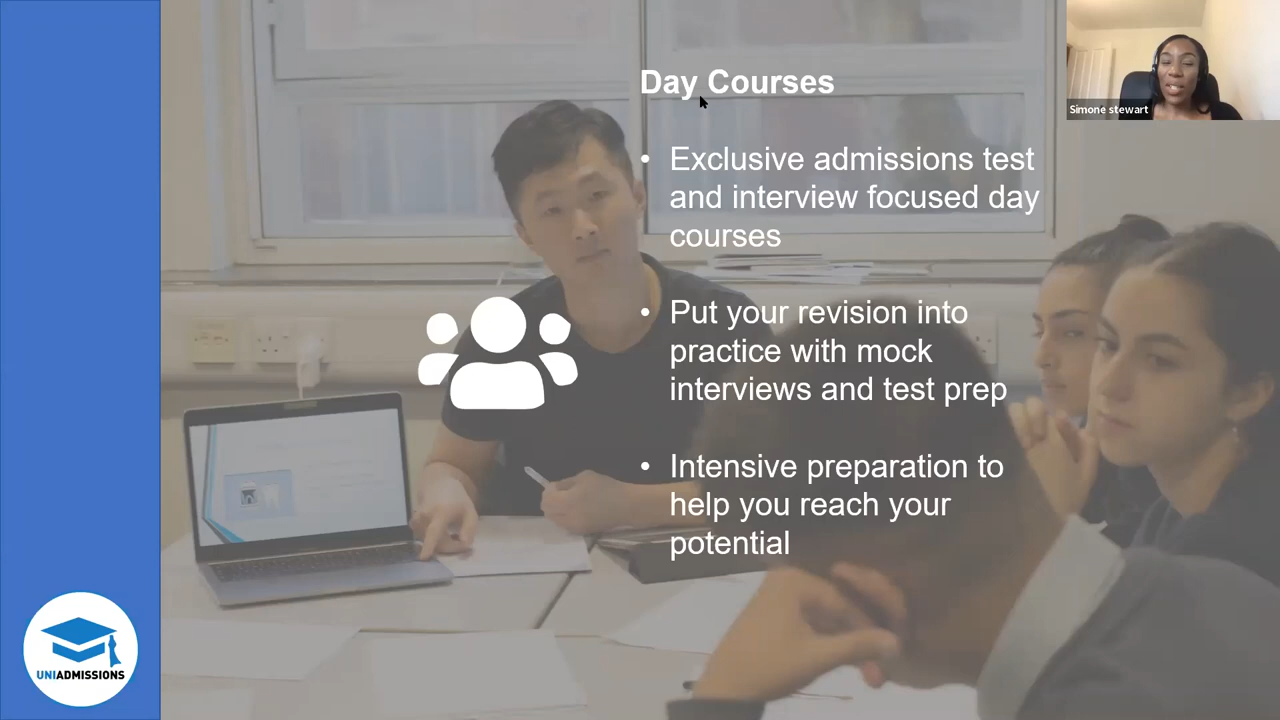 Day Courses
Simone stewart
• Exclusive admissions test
and interview focused day
courses
• Put your revision into
practice with mock
interviews and test prep
• Intensive preparation to
help you reach your
potential
UNIADMISSIONS